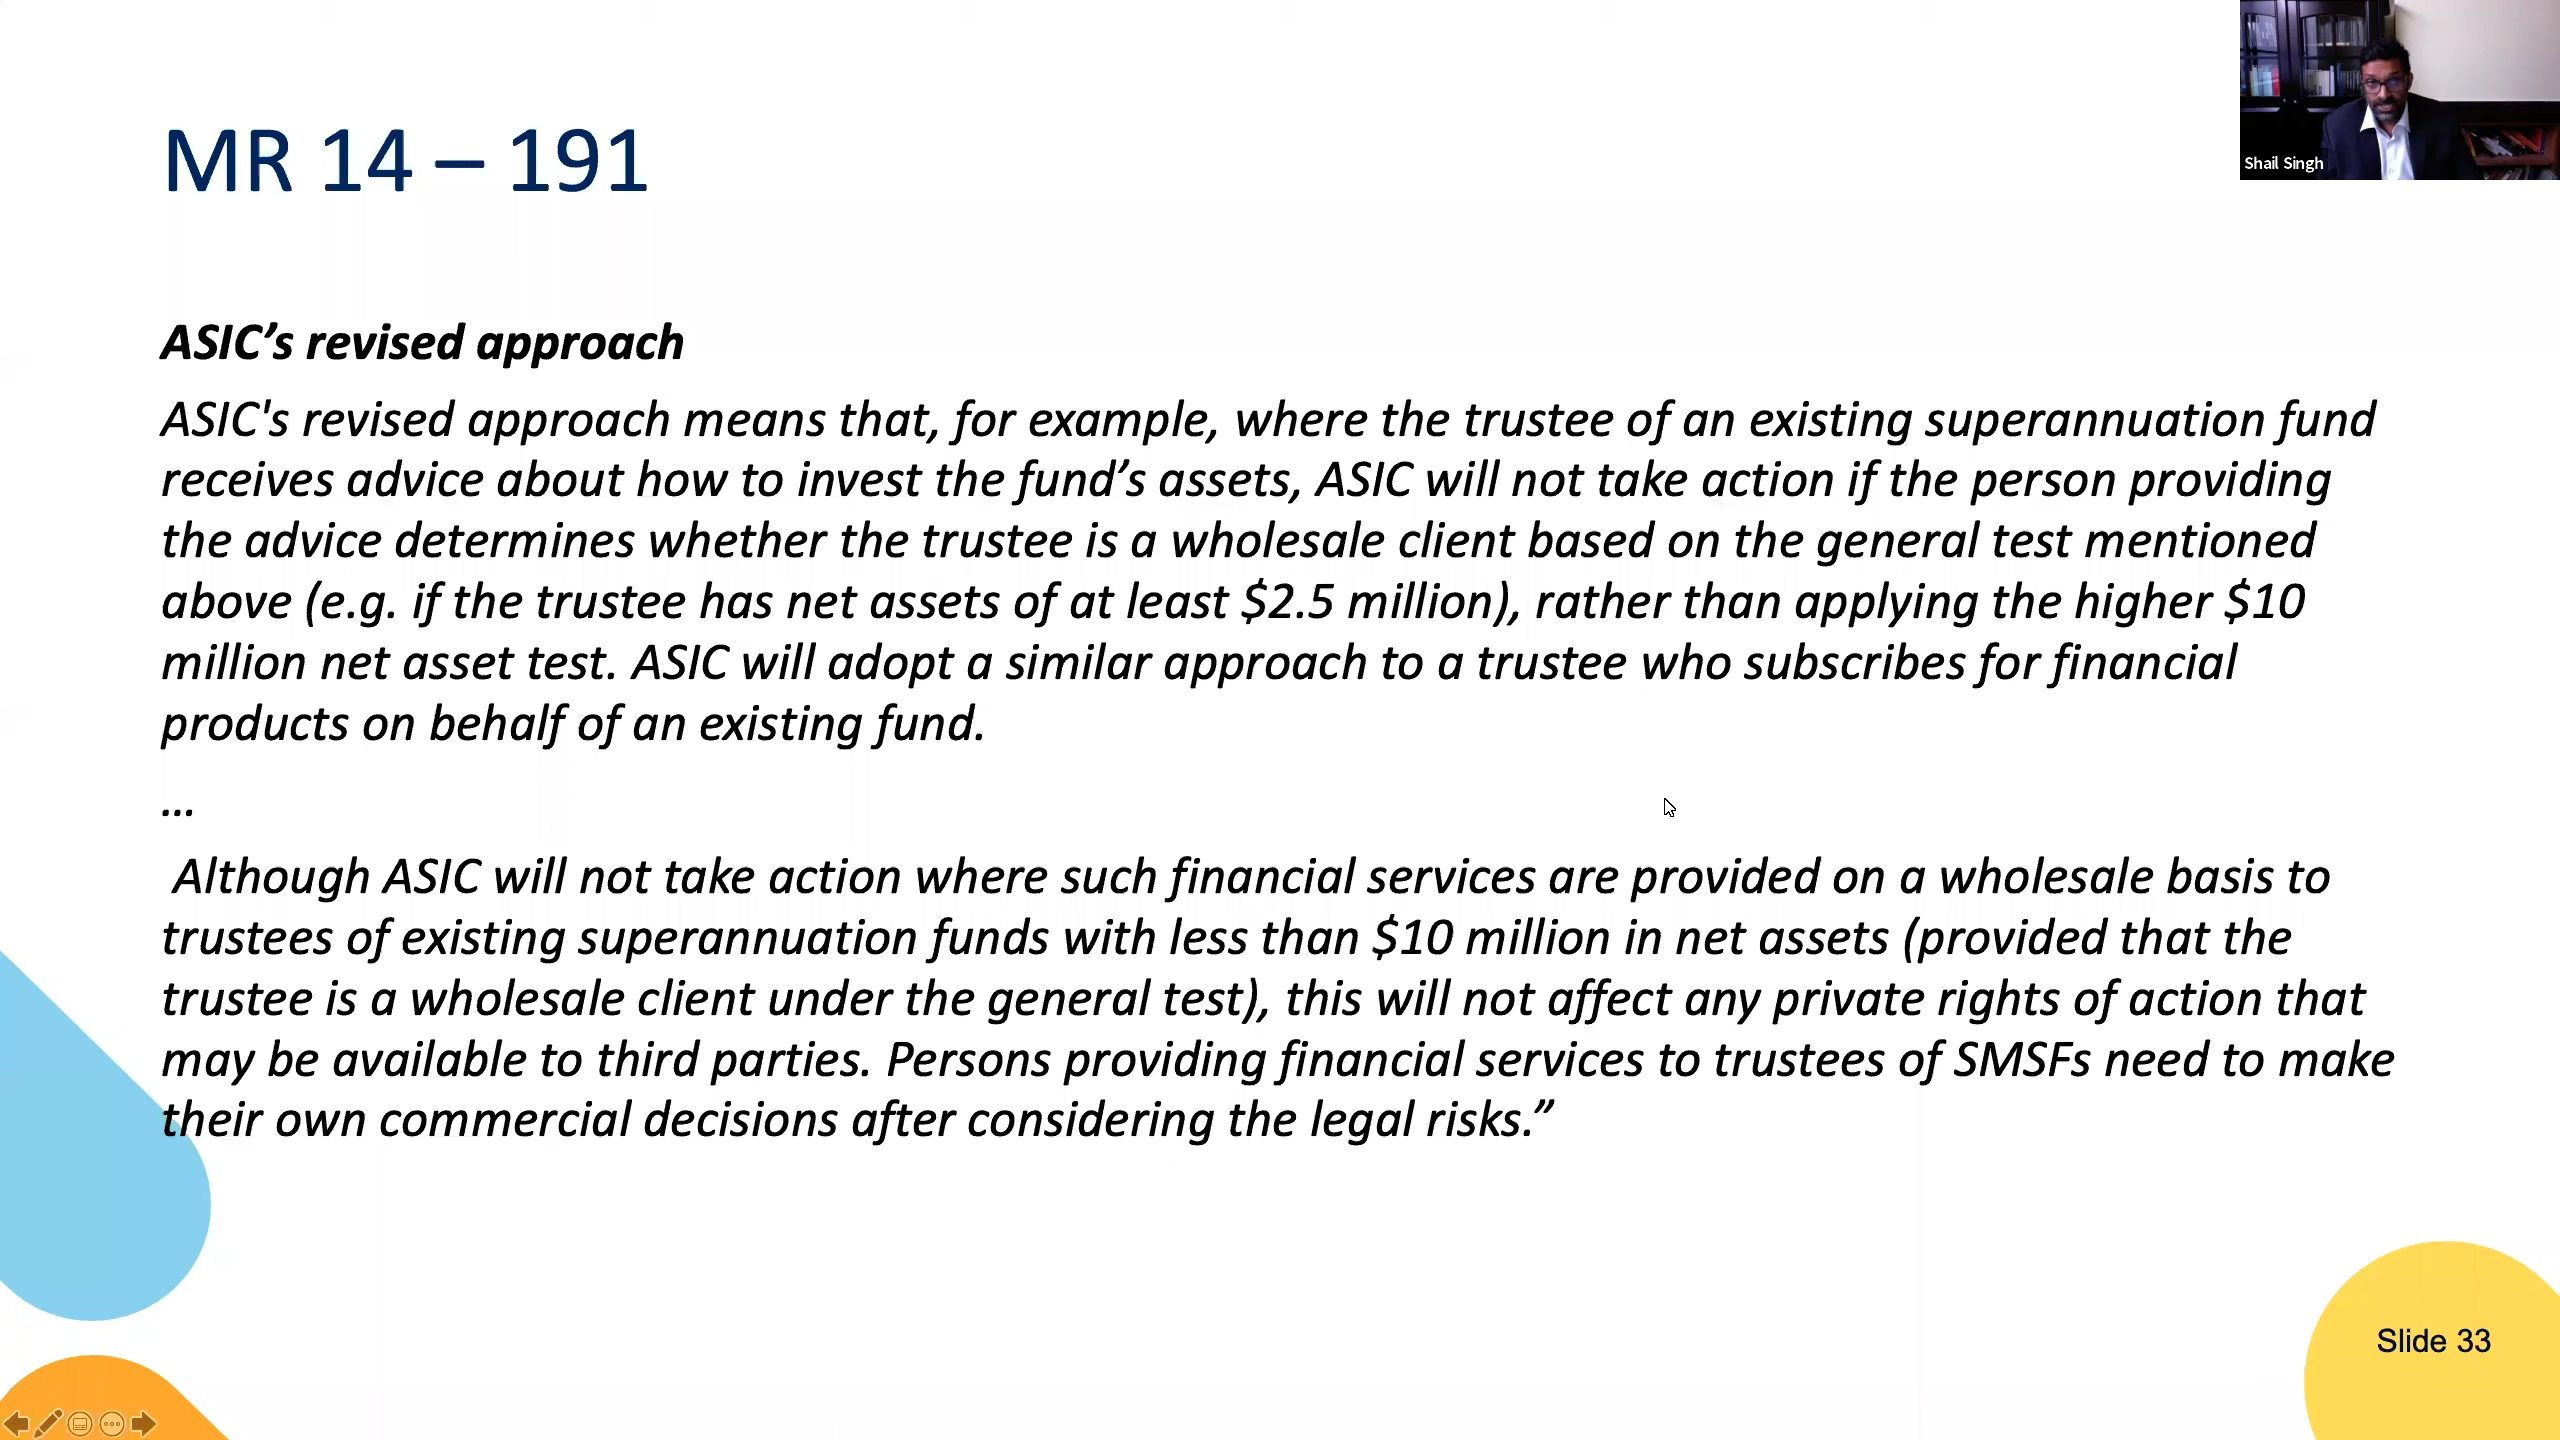 Shail Singh
MR 14 – 191
ASIC’s revised approach
ASIC's revised approach means that, for example, where the trustee of an existing superannuation fund
receives advice about how to invest the fund’s assets, ASIC will not take action if the person providing
the advice determines whether the trustee is a wholesale client based on the general test mentioned
above (e.g. if the trustee has net assets of at least $2.5 million), rather than applying the higher $10
million net asset test. ASIC will adopt a similar approach to a trustee who subscribes for financial
products on behalf of an existing fund.
…
Although ASIC will not take action where such financial services are provided on a wholesale basis to
trustees of existing superannuation funds with less than $10 million in net assets (provided that the
trustee is a wholesale client under the general test), this will not affect any private rights of action that
may be available to third parties. Persons providing financial services to trustees of SMSFs need to make
their own commercial decisions after considering the legal risks.”
Slide 33